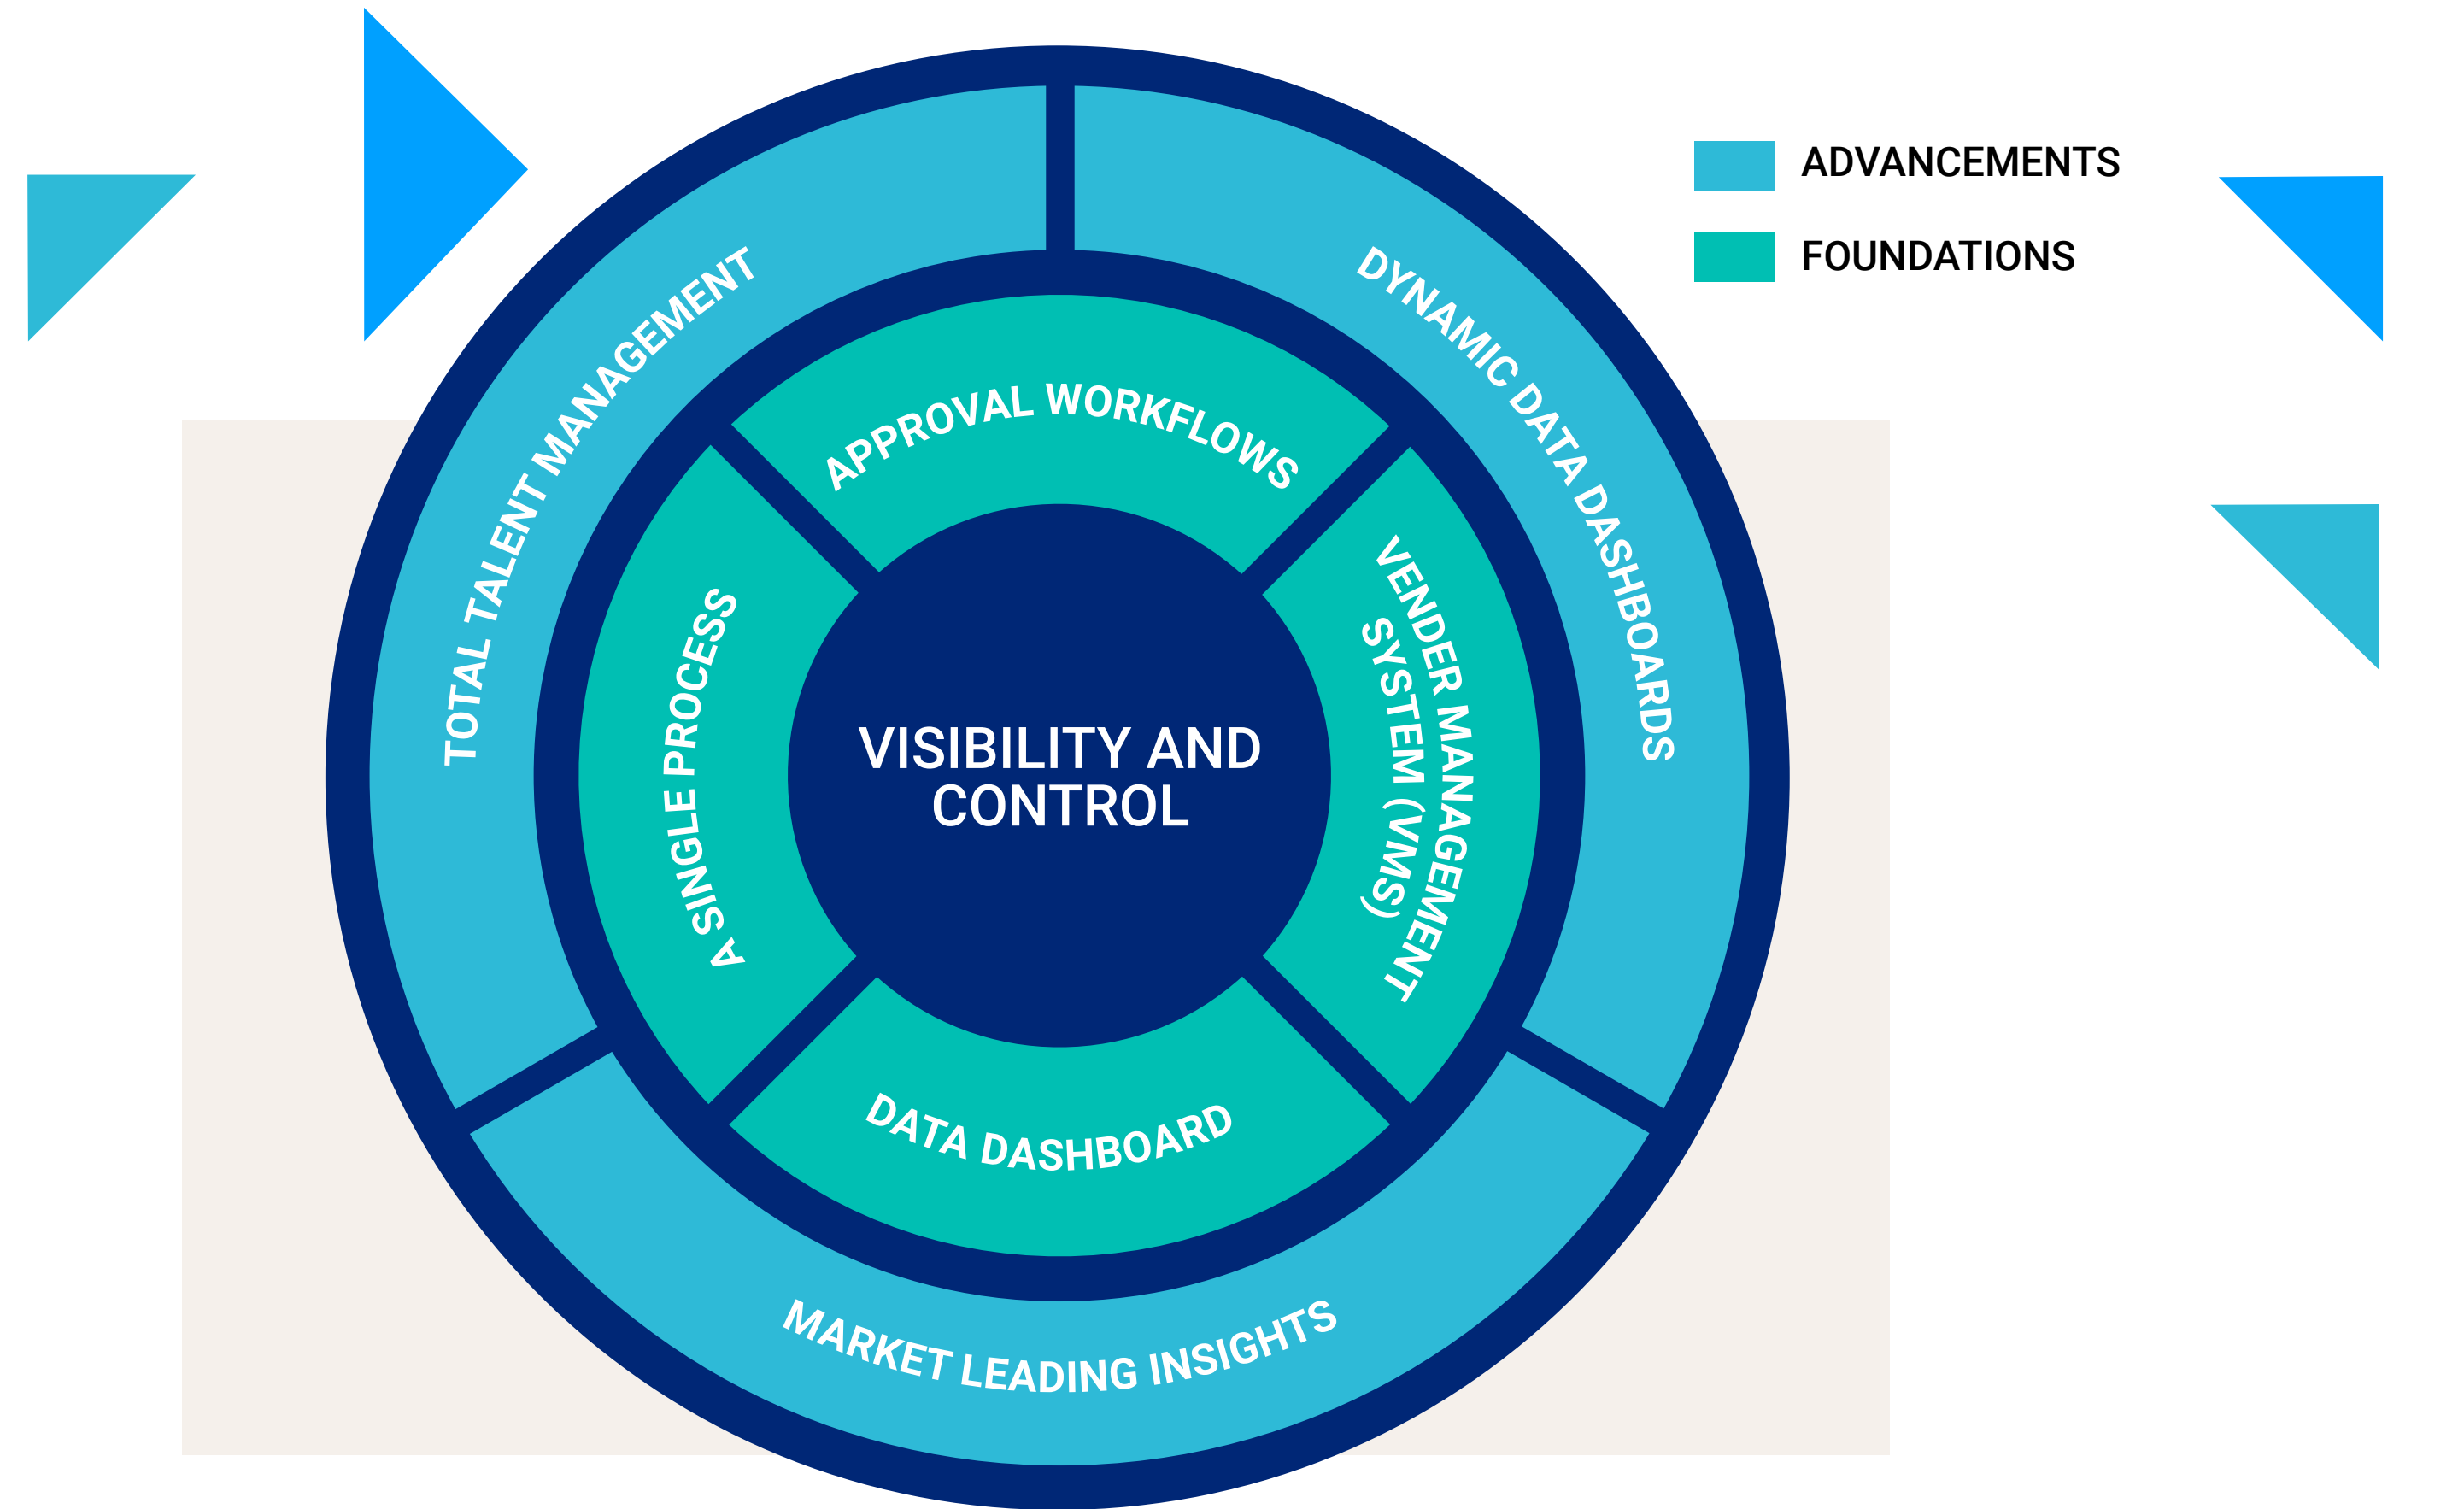 ADVANCEMENTS
FOUNDATIONS
TOTAL TALENT MANAGEMENT
DYNAMIC DATA DASHBOARDS
APPROVAL WORKFLOWS
A SINGLE PROCESS
VISIBILITY AND
CONTROL
VENDER MANAGEMENT
SYSTEM (VMS)
DATA DASHBOARD
MARKET LEADING INSIGHTS